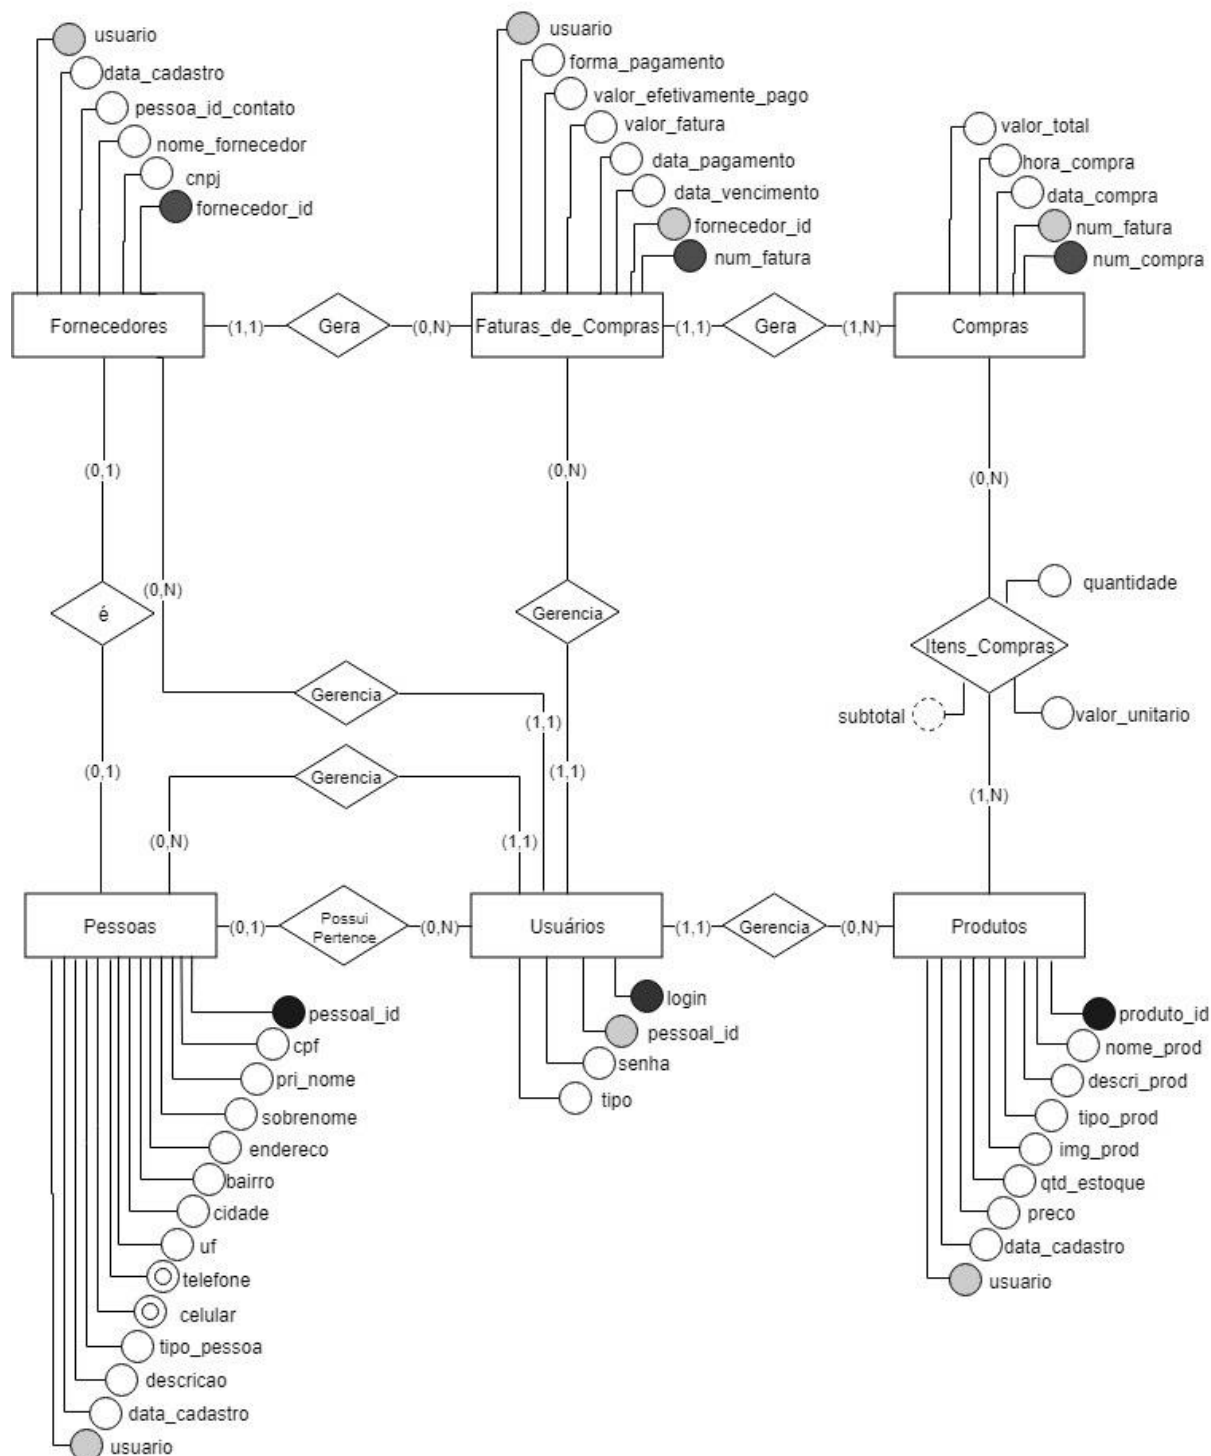 usuario
data_cadastro
pessoa_id_contato
nome_fornecedor
cnpj
fornecedor_id
usuario
forma_pagamento
valor_efetivamente_pago
valor_fatura
data_pagamento
data_vencimento
fornecedor_id
num_fatura
valor_total
hora_compra
data_compra
num_fatura
num_compra
Fornecedores
(1,1)
Gera
(0,N)
Faturas_de_Compras
(1,1)
Gera
(1,N)
Compras
(0,1)
(0,N)
(0,N)
(0,N)
é
Gerencia
quantidade
Itens_Compras
subtotal
valor_unitario
Gerencia
(1,1)
(0,1)
Gerencia
(1,1)
(1,N)
(0,N)
(1,1)
Pessoas
(0,1)
Possui
Pertence
(0,N)
Usuários
(1,1)
Gerencia
(0,N)
Produtos
pessoal_id
cpf
pri_nome
sobrenome
endereco
bairro
cidade
uf
telefone
celular
tipo_pessoa
descricao
data_cadastro
usuario
login
pessoal_id
senha
tipo
produto_id
nome_prod
descri_prod
tipo_prod
img_prod
qtd_estoque
preco
data_cadastro
usuario